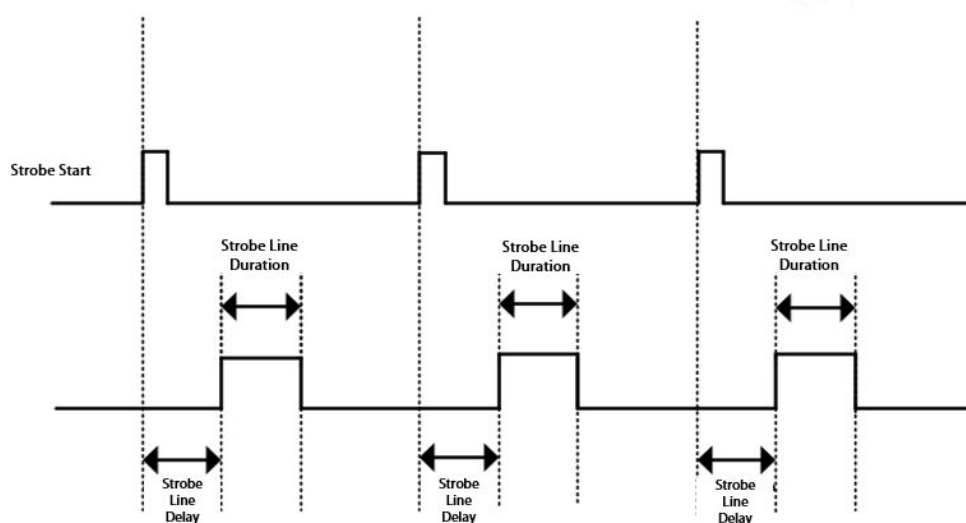 Strobe Start
Strobe Line
Duration
Strobe Line
Duration
Strobe Line
Duration
Strobe
Line
Delay
Strobe
Line
Delay
Strobe
Line
Delay